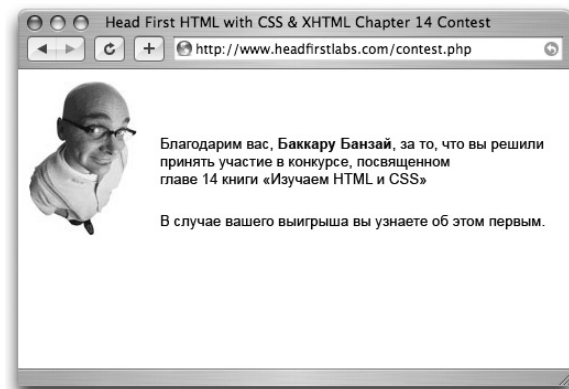 Head First HTML with CSS & XHTML Chapter 14 Contest
http://www.headfirstlabs.com/contest.php
Благодарим вас, Баккару Банзай, за то, что вы решили
принять участие в конкурсе, посвященном
главе 14 книги «Изучаем HTML и CSS»
В случае вашего выигрыша вы узнаете об этом первым.